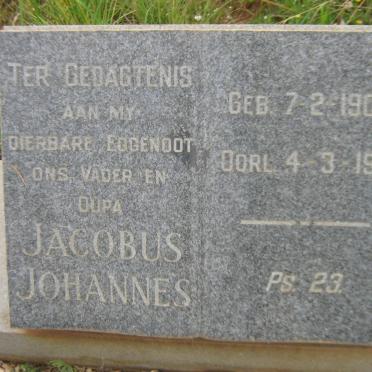 TER GEDAGTENIS
AAN MY
DIERBARE EGGENOOT
ONS VADER EN
OUPA
JACOBUS
JOHANNES
GEB. 7-2-190
OORL. 4-3-19
PS. 23.